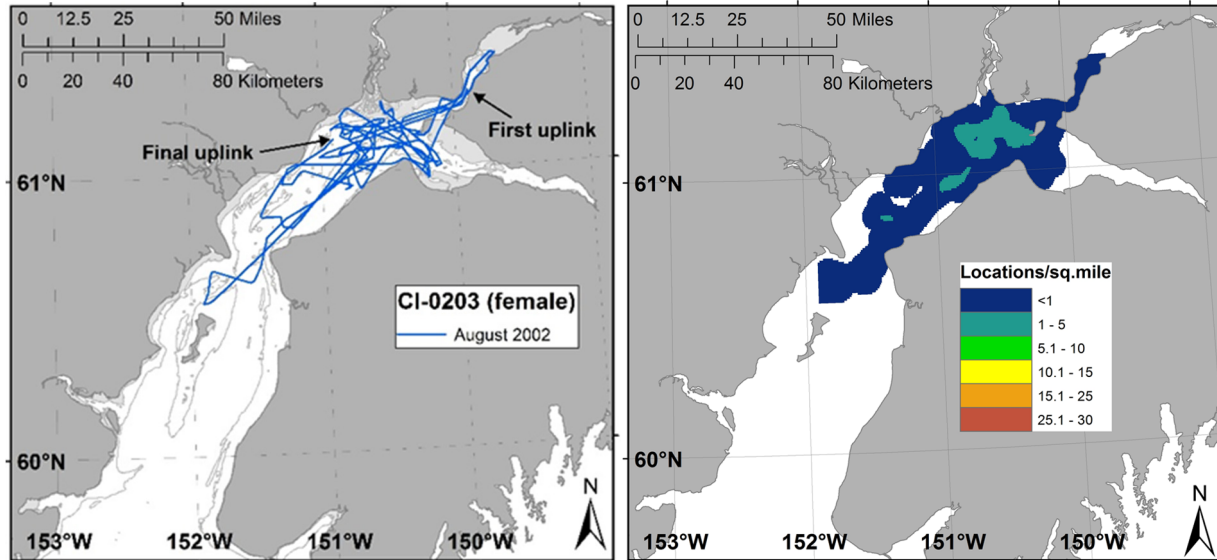 0 12.5 25 50 Miles
0 20 40 80 Kilometers
First uplink
Final uplink
61°N
CI-0203 (female)
August 2002
60°N
N
153°W 152°W 151°W 150°W
0 12.5 25 50 Miles
0 20 40 80 Kilometers
61°N
Locations/sq.mile
<1
1 - 5
5.1 - 10
10.1 - 15
15.1 - 25
25.1 - 30
60°N
N
153°W 152°W 151°W 150°W